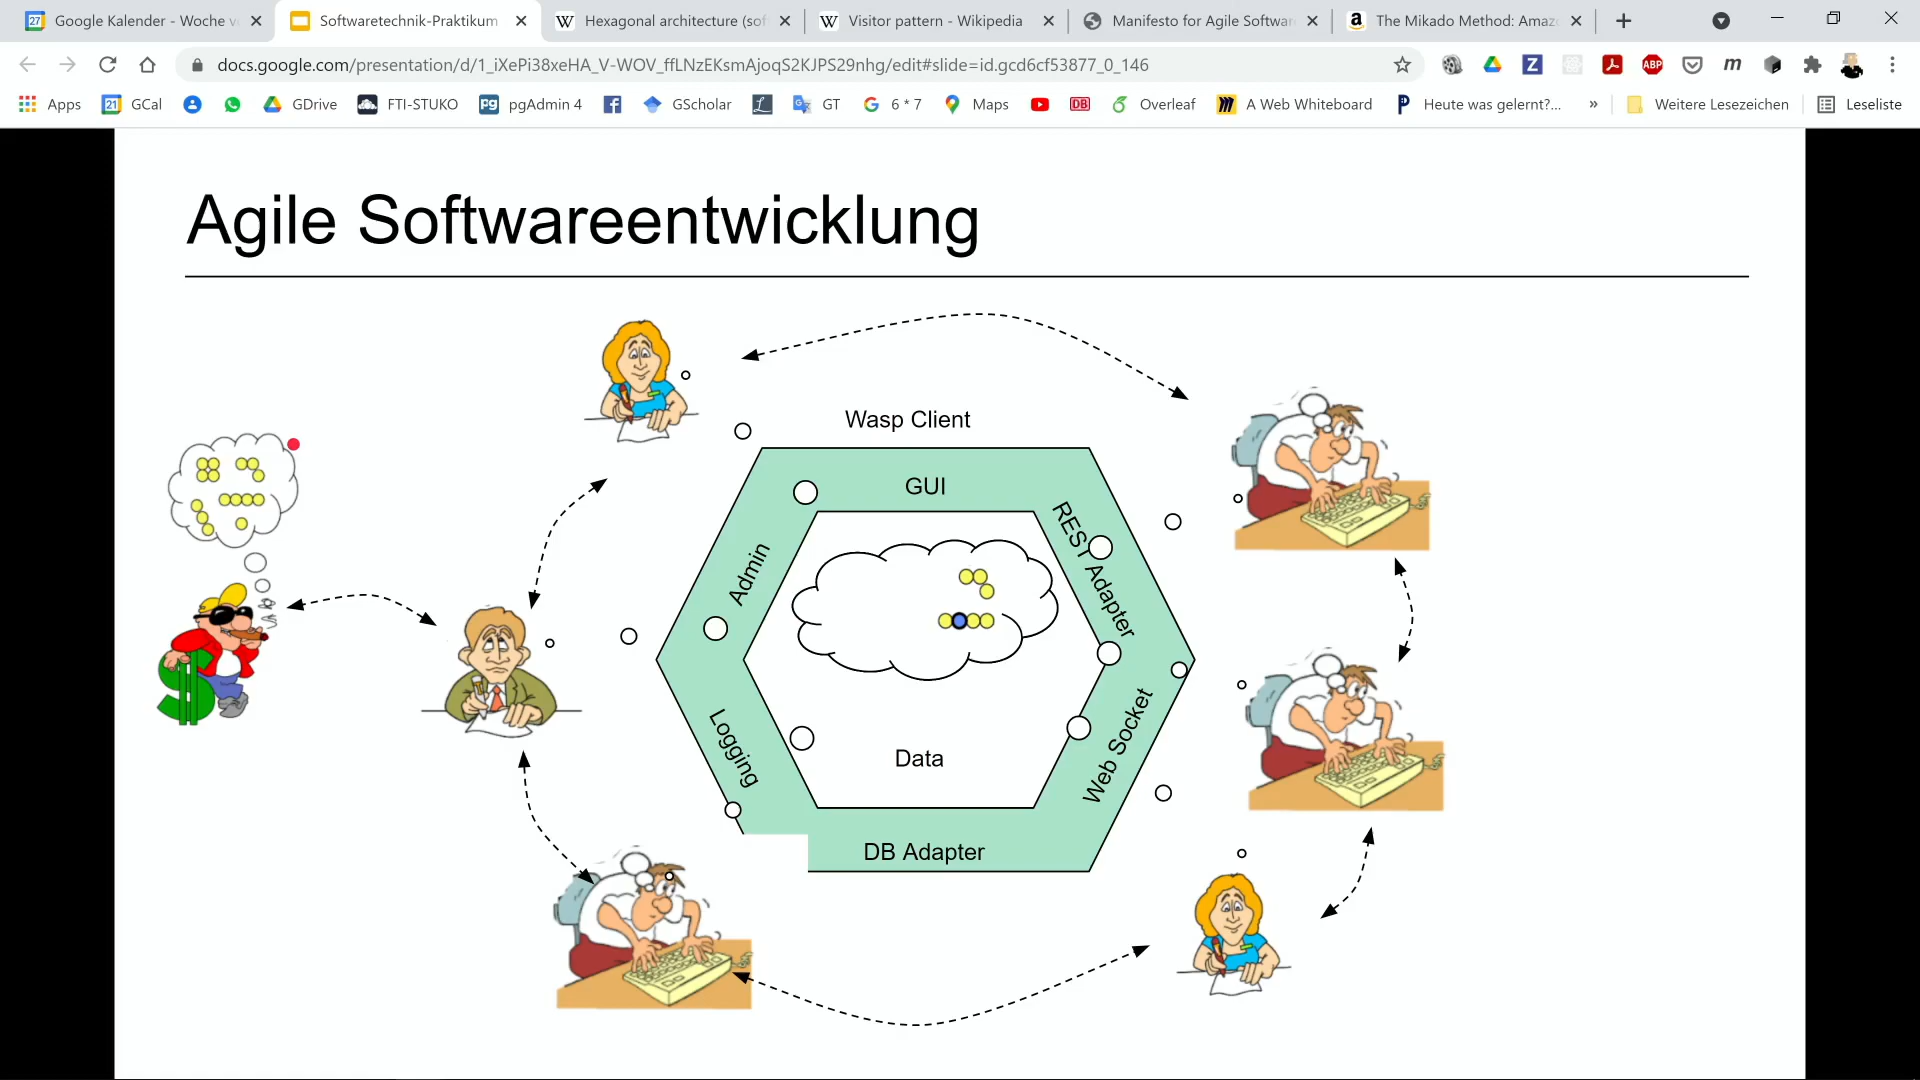 Google Kalender - Woche v
Softwaretechnik-Praktikum
Hexagonal architecture (sof
Visitor pattern - Wikipedia
Manifesto for Agile Softwar
The Mikado Method: Amaz
docs.google.com/presentation/d/1_iXePi38xeHA_V-WOV_ffLNzEKsmAjoqS2KJPS29nhg/edit#slide=id.gcd6cf53877_0_146
Apps
GCal
GDrive
FTI-STUKO
pgAdmin 4
GScholar
GT
6 * 7
Maps
Overleaf
A Web Whiteboard
Heute was gelernt?...
»
Weitere Lesezeichen
Leseliste
Agile Softwareentwicklung
Wasp Client
GUI
REST Adapter
Admin
Logging
Data
Web Socket
DB Adapter